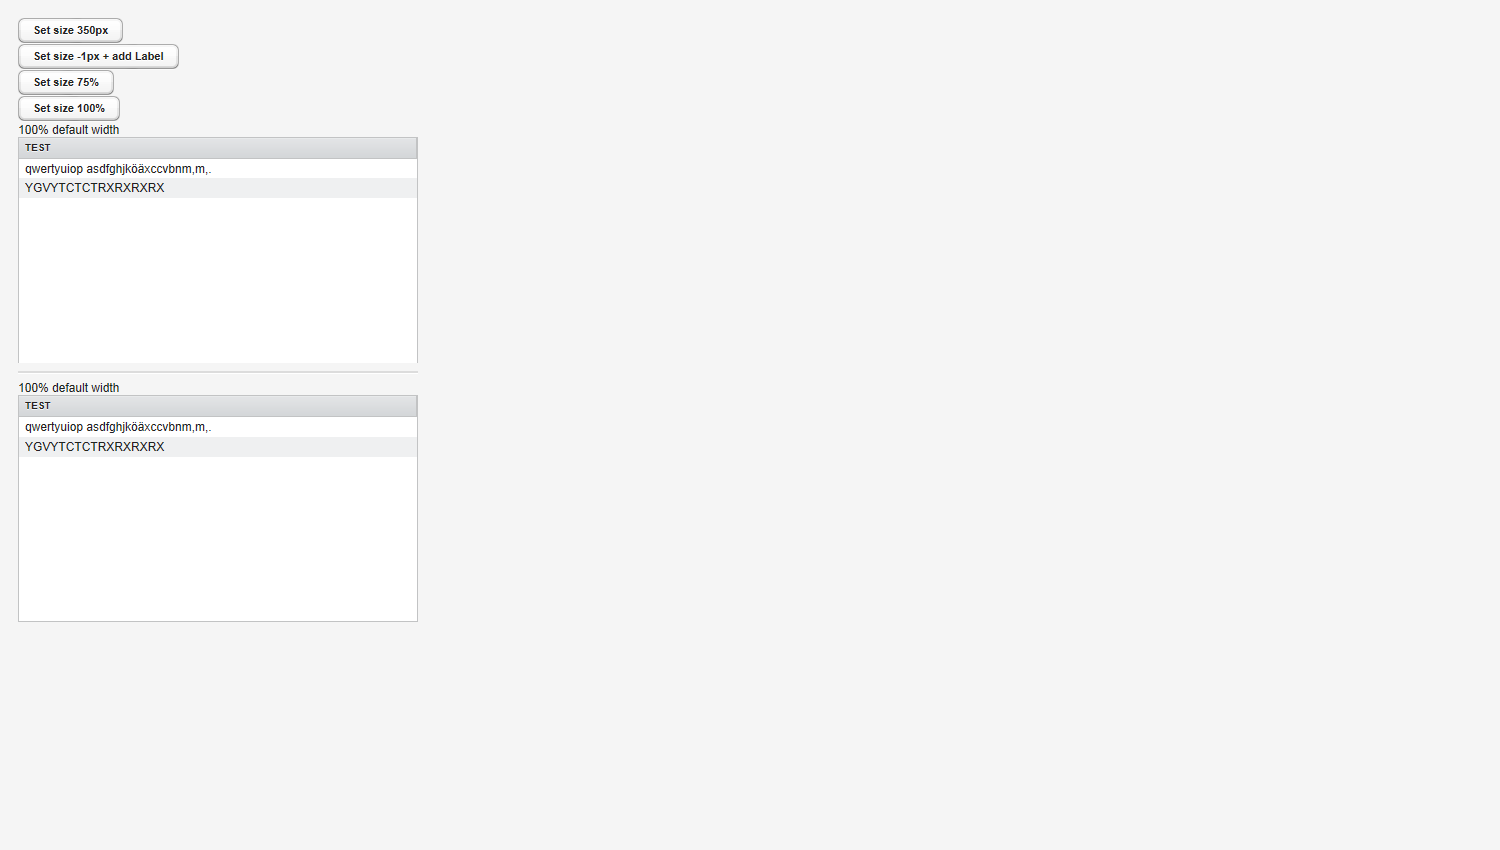 Set size 350px
Set size -1px + add Label
Set size 75%
Set size 100%
100% default width
TEST
qwertyuiop asdfghjköäxccvbnm,m,.
YGVYTCTCTRXRXRXRX
100% default width
TEST
qwertyuiop asdfghjköäxccvbnm,m,.
YGVYTCTCTRXRXRXRX